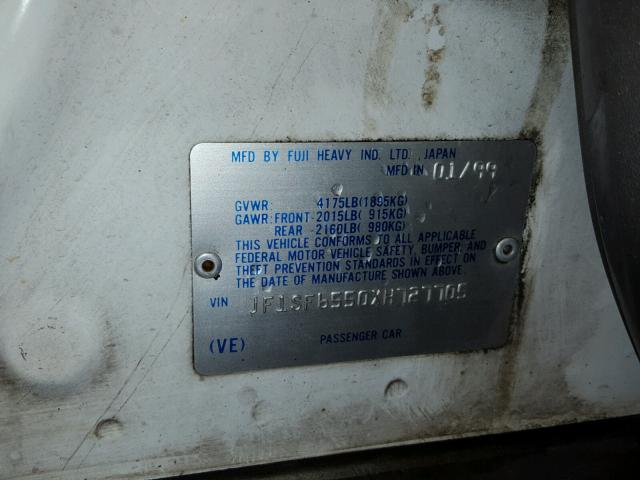 MFD BY FUJI HEAVY IND. LTD. JAPAN
MFD IN 01/99
GVWR: 4175LB(1895KG)
GAWR: FRONT-2015LB( 915KG)
REAR -2160LB( 980KG)
THIS VEHICLE CONFORMS TO ALL APPLICABLE
FEDERAL MOTOR VEHICLE SAFETY, BUMPER, AND
THEFT PREVENTION STANDARDS IN EFFECT ON
THE DATE OF MANUFACTURE SHOWN ABOVE.
VIN JF1SF6550XH727705
(VE) PASSENGER CAR